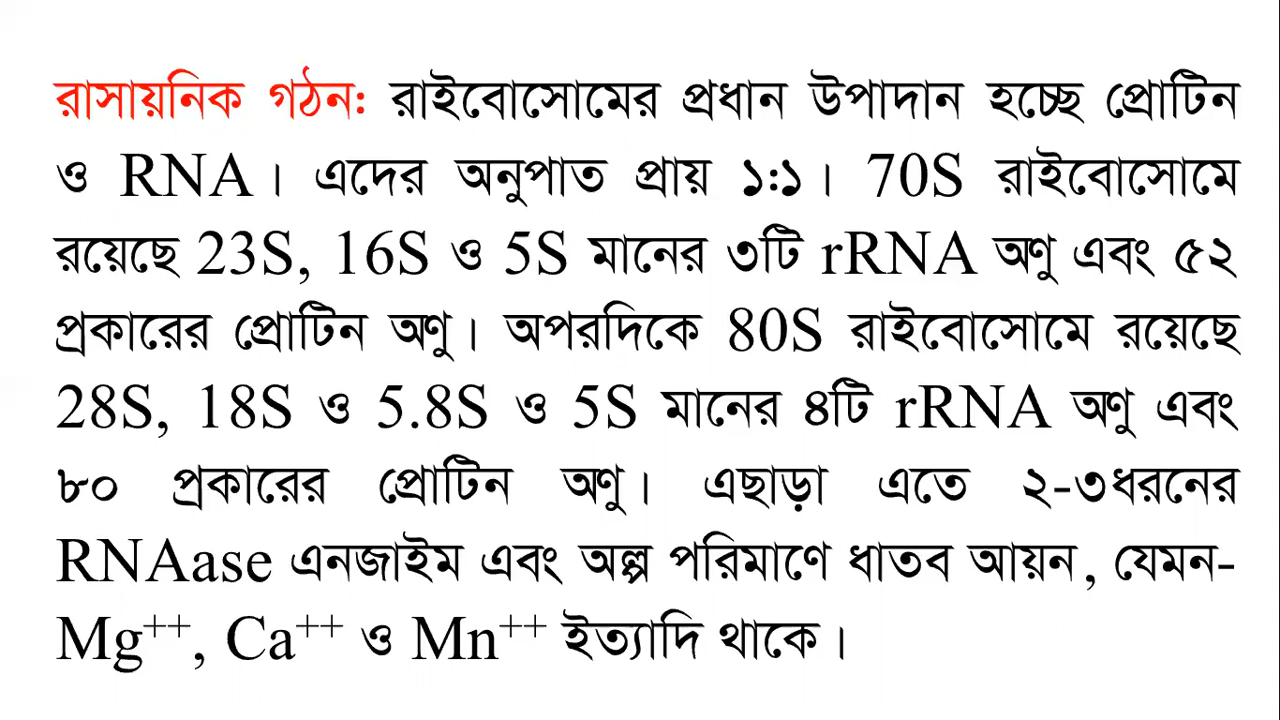 রাসায়নিক গঠন: রাইবোসোমের প্রধান উপাদান হচ্ছে প্রোটিন
ও RNA। এদের অনুপাত প্রায় ১:১। 70S রাইবোসোমে
রয়েছে 23S, 16S ও 5S মানের ৩টি rRNA অণু এবং ৫২
প্রকারের প্রোটিন অণু। অপরদিকে 80S রাইবোসোমে রয়েছে
28S, 18S ও 5.8S ও 5S মানের ৪টি rRNA অণু এবং
৮০ প্রকারের প্রোটিন অণু। এছাড়া এতে ২-৩ধরনের
RNAase এনজাইম এবং অল্প পরিমাণে ধাতব আয়ন, যেমন-
Mg⁺⁺, Ca⁺⁺ ও Mn⁺⁺ ইত্যাদি থাকে।